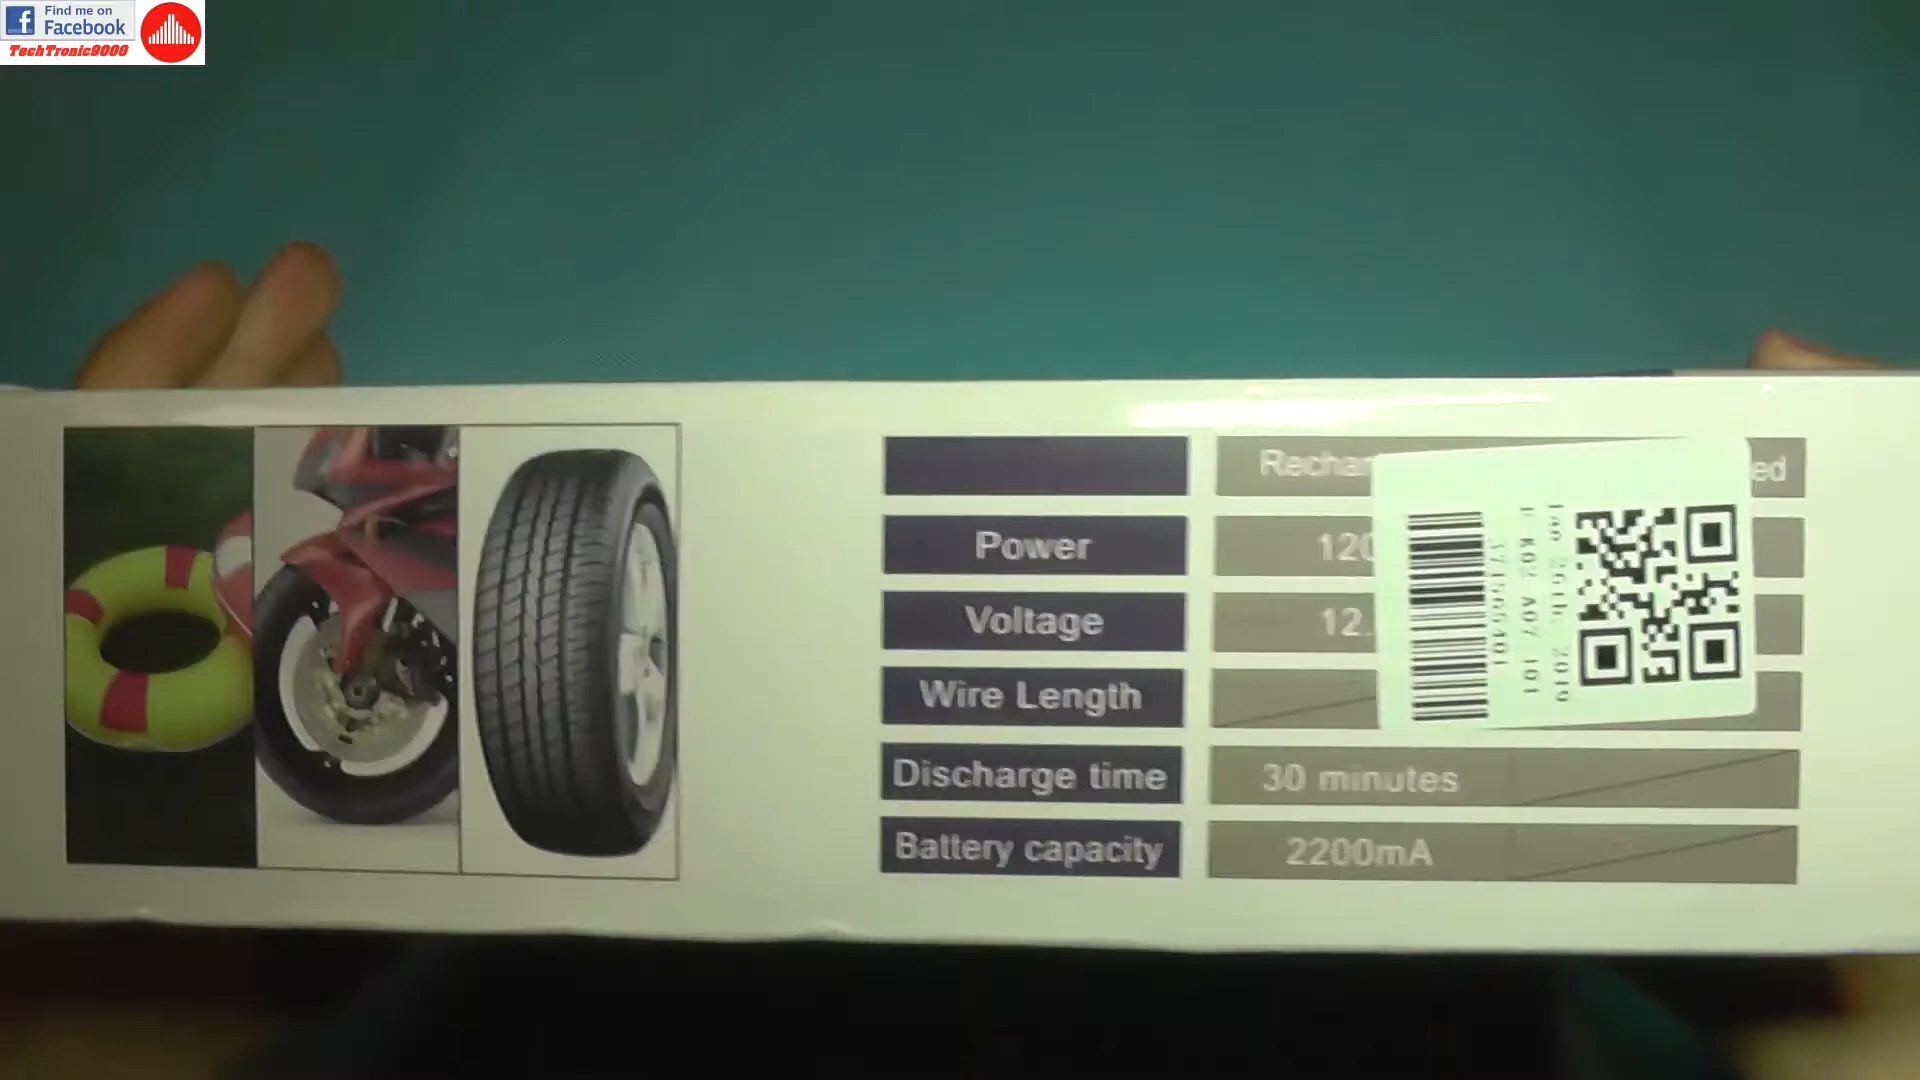 Find me on
Facebook
TechTronic9000
Rechar ed
Power 120
Voltage 12.
Wire Length
Discharge time 30 minutes
Battery capacity 2200mA